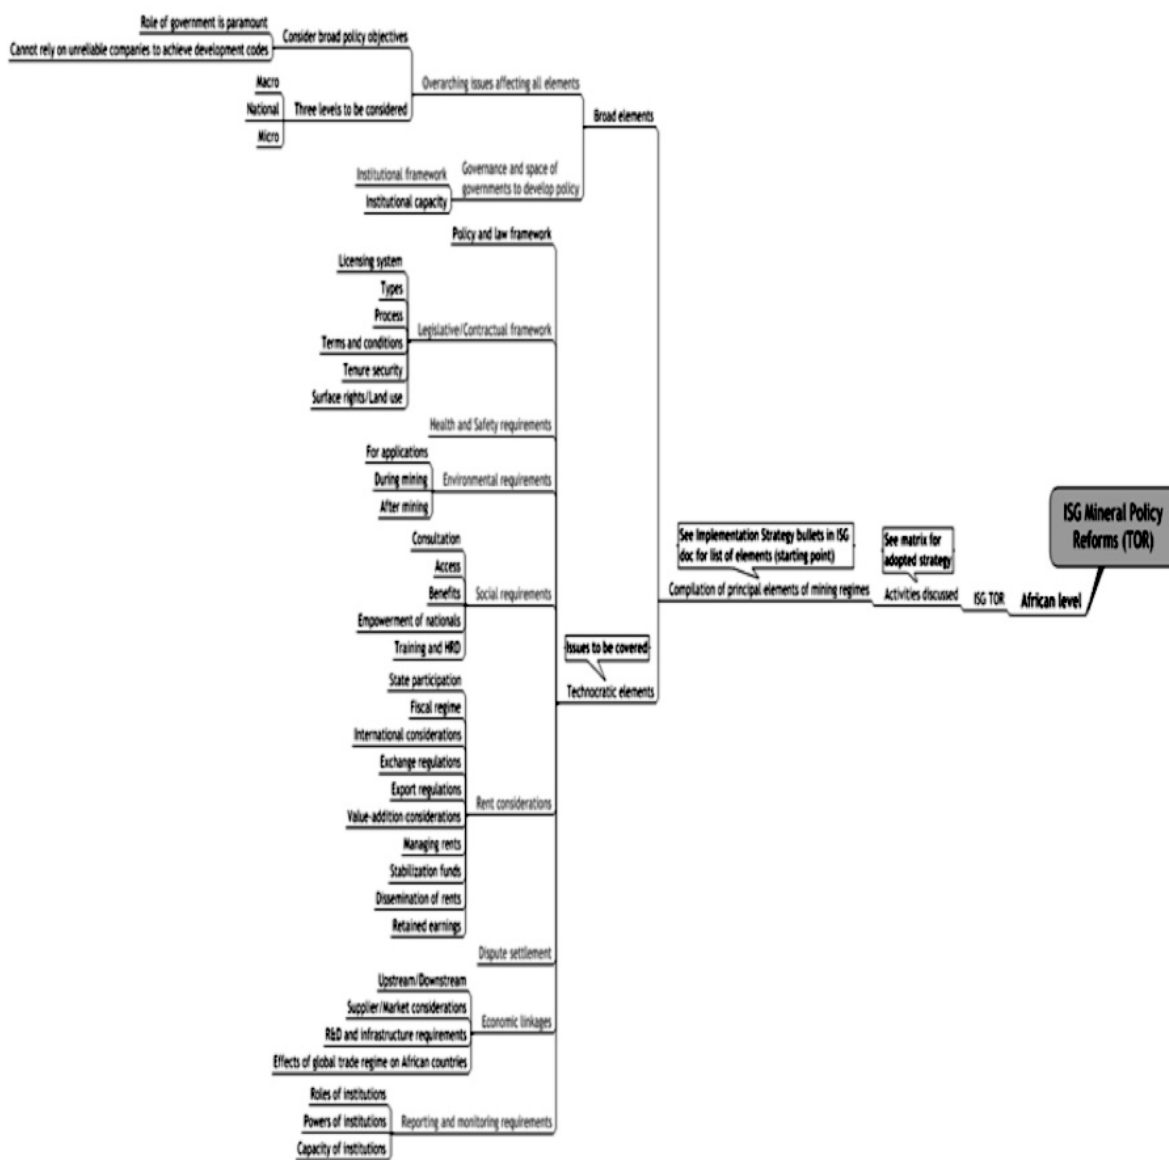 Role of government is paramount
Consider broad policy objectives
Cannot rely on unreliable companies to achieve development codes
Overarching issues affecting all elements
Macro
National
Three levels to be considered
Micro
Broad elements
Institutional framework
Governance and space of
governments to develop policy
Institutional capacity
Policy and law framework
Licensing system
Types
Process
Legislative/Contractual framework
Terms and conditions
Tenure security
Surface rights/Land use
Health and Safety requirements
For applications
During mining
Environmental requirements
After mining
Consultation
Access
Benefits
Social requirements
Empowerment of nationals
Training and HRD
State participation
Fiscal regime
International considerations
Exchange regulations
Export regulations
Rent considerations
Value-addition considerations
Managing rents
Stabilization funds
Dissemination of rents
Retained earnings
Dispute settlement
Upstream/Downstream
Supplier/Market considerations
Economic linkages
R&D and infrastructure requirements
Effects of global trade regime on African countries
Roles of institutions
Powers of institutions
Reporting and monitoring requirements
Capacity of institutions
Issues to be covered
Technocratic elements
See Implementation Strategy bullets in ISG
doc for list of elements (starting point)
Compilation of principal elements of mining regimes
See matrix for
adopted strategy
Activities discussed
ISG TOR
African level
ISG Mineral Policy
Reforms (TOR)